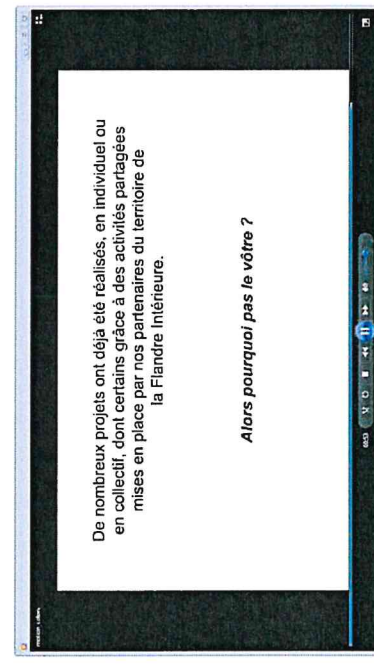 De nombreux projets ont déjà été réalisés, en individuel ou
en collectif, dont certains grâce à des activités partagées
mises en place par nos partenaires du territoire de
la Flandre Intérieure.
Alors pourquoi pas le vôtre ?